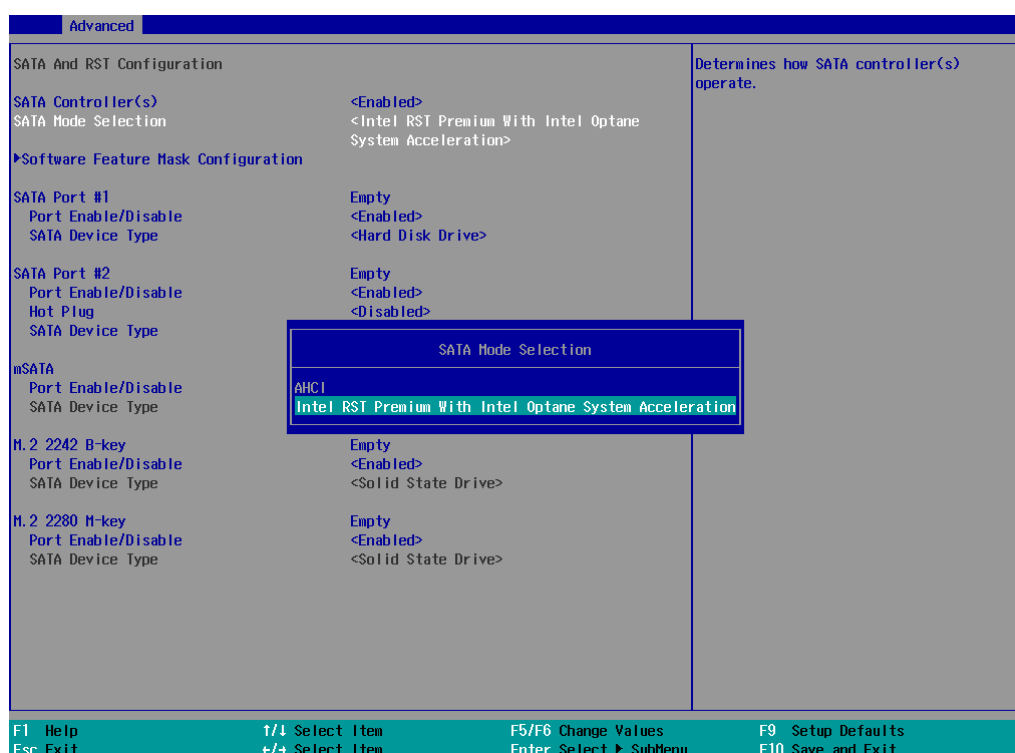 Advanced
SATA And RST Configuration
Determines how SATA controller(s)
operate.
SATA Controller(s) <Enabled>
SATA Mode Selection <Intel RST Premium With Intel Optane
System Acceleration>
▶Software Feature Mask Configuration
SATA Port #1 Empty
Port Enable/Disable <Enabled>
SATA Device Type <Hard Disk Drive>
SATA Port #2 Empty
Port Enable/Disable <Enabled>
Hot Plug <Disabled>
SATA Device Type
SATA Mode Selection
AHCI
Intel RST Premium With Intel Optane System Acceleration
mSATA
Port Enable/Disable
SATA Device Type
M.2 2242 B-key Empty
Port Enable/Disable <Enabled>
SATA Device Type <Solid State Drive>
M.2 2280 M-key Empty
Port Enable/Disable <Enabled>
SATA Device Type <Solid State Drive>
F1 Help ↑/↓ Select Item F5/F6 Change Values F9 Setup Defaults
Esc Exit ←/→ Select Item Enter Select ▶ SubMenu F10 Save and Exit